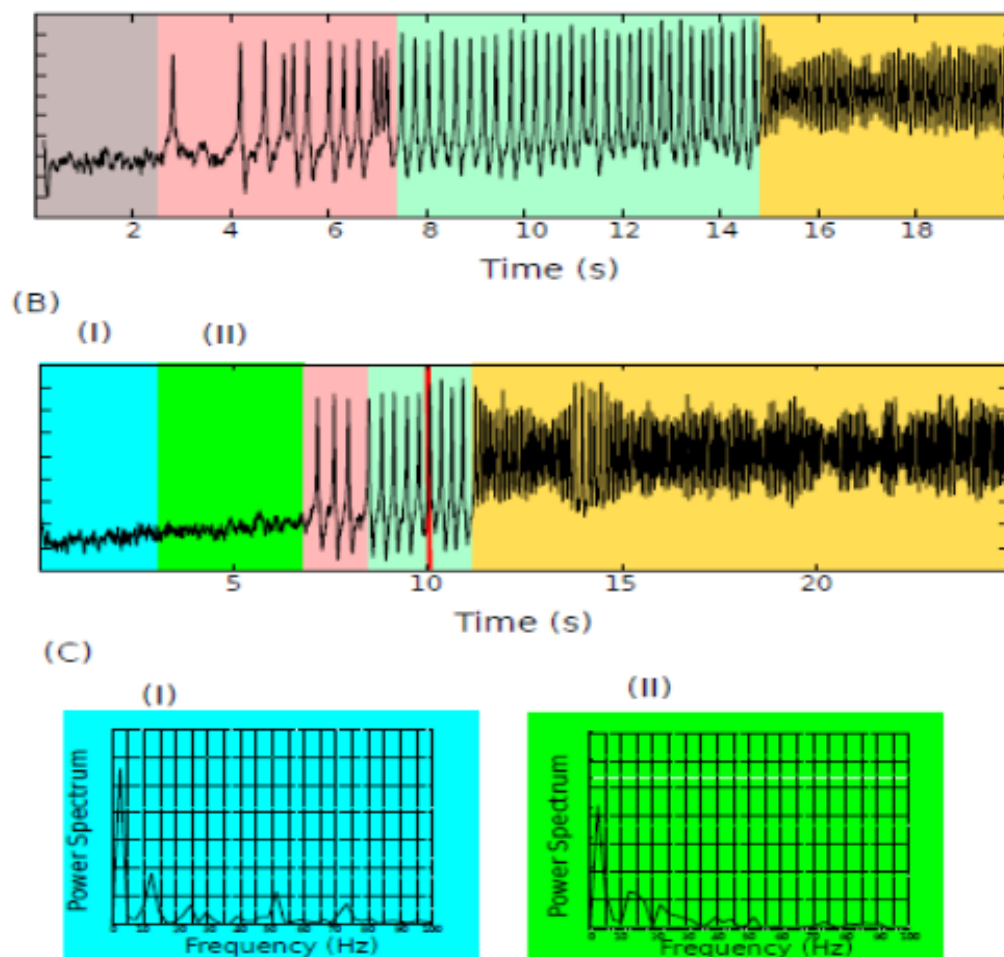 2 4 6 8 10 12 14 16 18
Time (s)
(B)
(I) (II)
5 10 15 20
Time (s)
(C)
(I) (II)
Power Spectrum
Frequency (Hz)
Power Spectrum
Frequency (Hz)